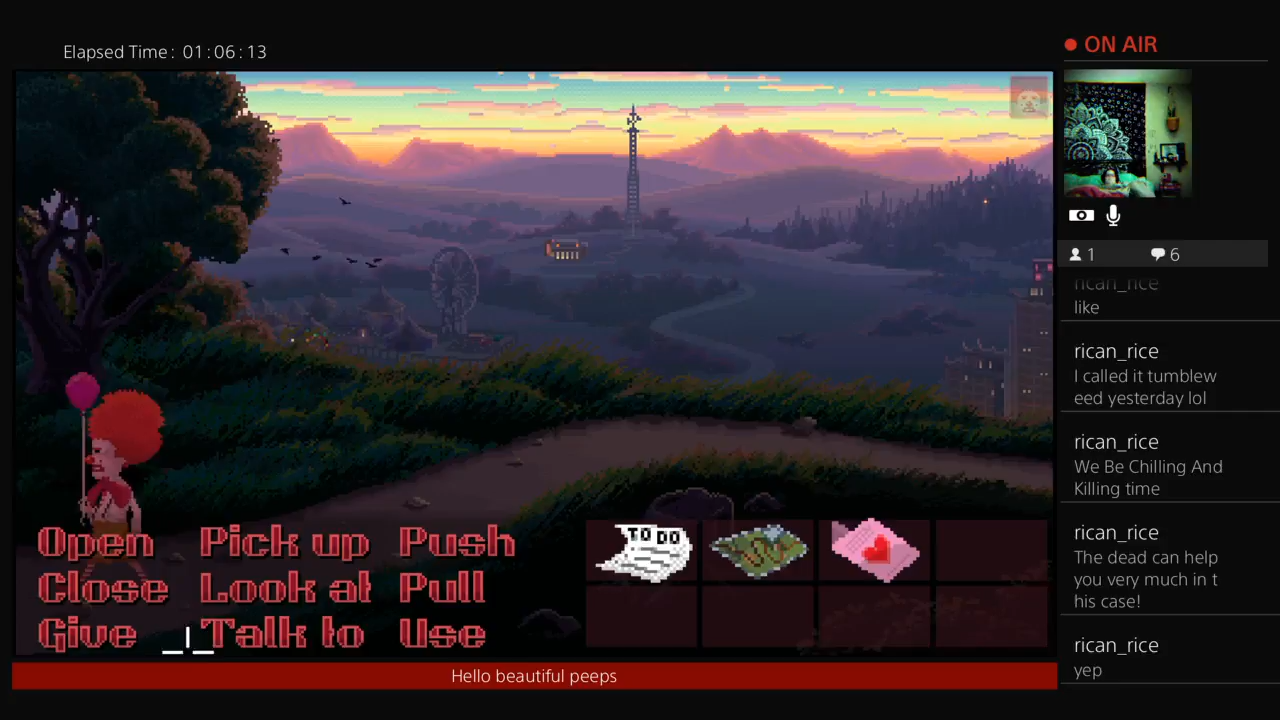 Elapsed Time: 01:06:13
ON AIR
1
6
rican_rice
like
rican_rice
I called it tumblew
eed yesterday lol
rican_rice
We Be Chilling And
Killing time
rican_rice
The dead can help
you very much in t
his case!
rican_rice
yep
TO DO
Open Pick up Push
Close Look at Pull
Give Talk to Use
Hello beautiful peeps